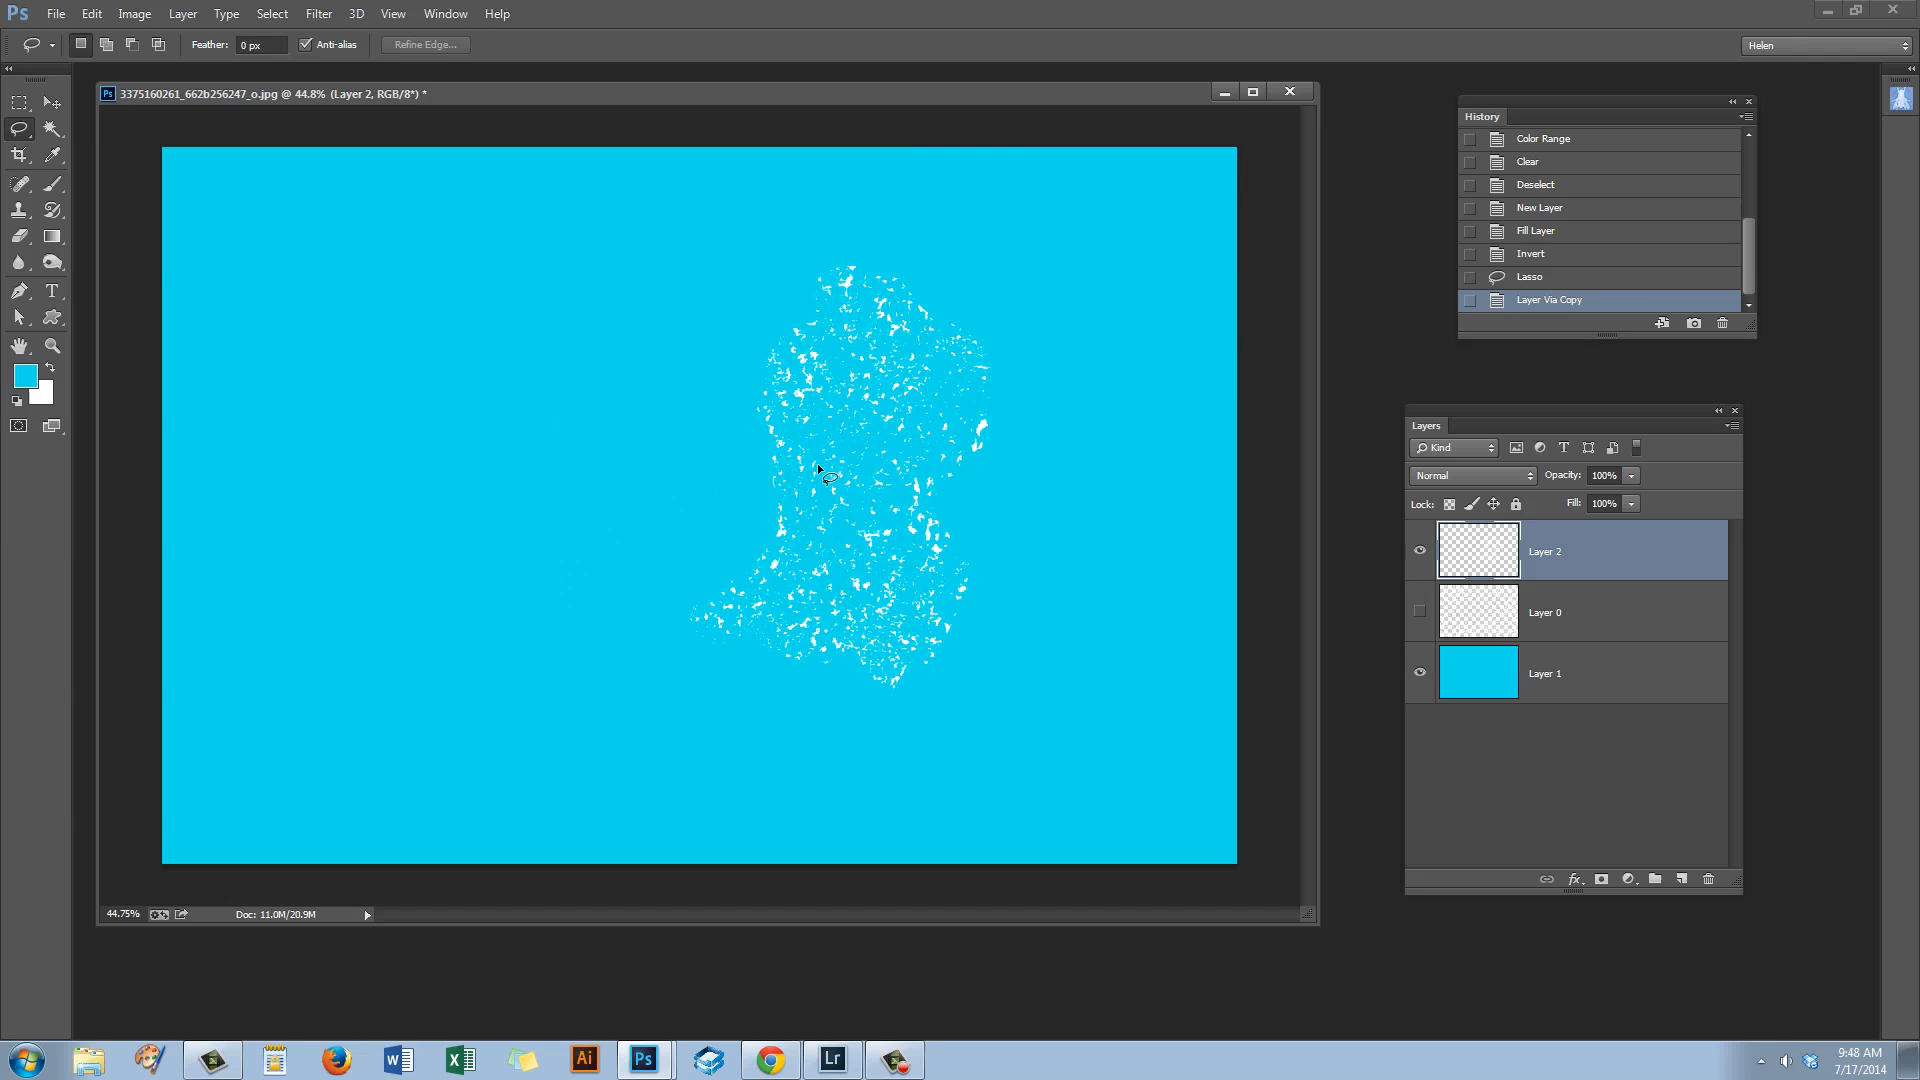 Ps File Edit Image Layer Type Select Filter 3D View Window Help
Feather: 0 px Anti-alias Refine Edge... Helen
Ps 3375160261_662b256247_o.jpg @ 44.8% (Layer 2, RGB/8*) *
History
Color Range
Clear
Deselect
New Layer
Fill Layer
Invert
Lasso
Layer Via Copy
Layers
Kind T
Normal Opacity: 100%
Lock: Fill: 100%
Layer 2
Layer 0
Layer 1
fx
T
44.75% Doc: 11.0M/20.9M
W X Ai Ps Lr
9:48 AM
7/17/2014